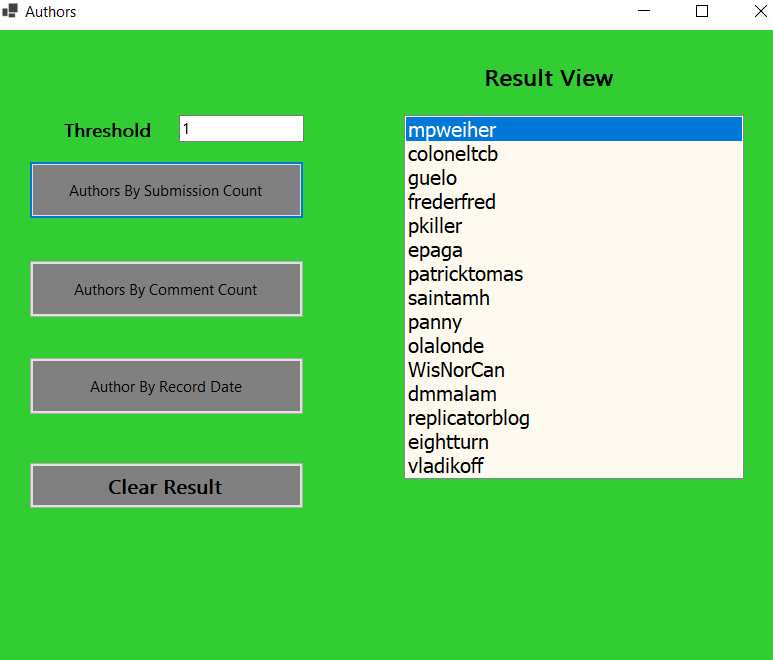 Authors
Result View
Threshold
1
Authors By Submission Count
Authors By Comment Count
Author By Record Date
Clear Result
mpweiher
coloneltcb
guelo
frederfred
pkiller
epaga
patricktomas
saintamh
panny
olalonde
WisNorCan
dmmalam
replicatorblog
eightturn
vladikoff